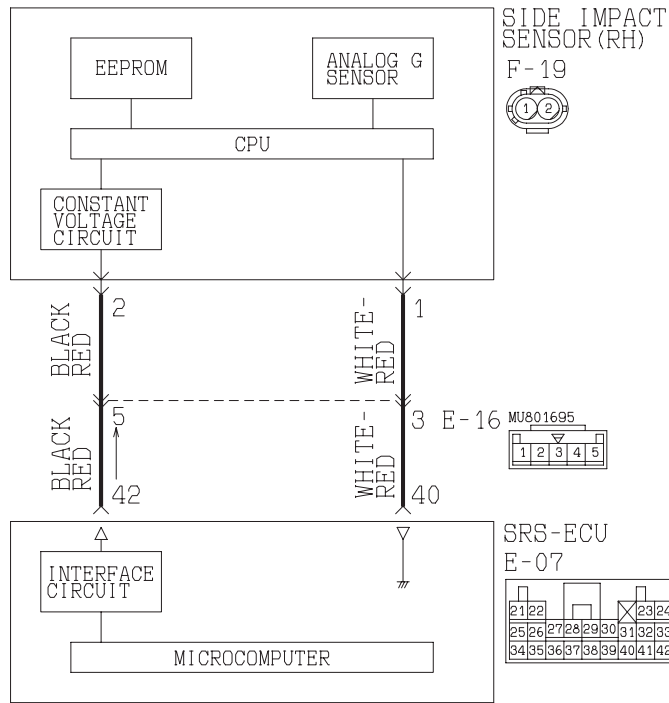 SIDE IMPACT
SENSOR(RH)
F-19
1 2
EEPROM
ANALOG G
SENSOR
CPU
CONSTANT
VOLTAGE
CIRCUIT
2
1
BLACK
RED
WHITE-
RED
5
3
E-16
MU801695
1 2 3 4 5
BLACK
RED
WHITE-
RED
42
40
SRS-ECU
E-07
INTERFACE
CIRCUIT
MICROCOMPUTER
21 22 23 24
25 26 27 28 29 30 31 32 33
34 35 36 37 38 39 40 41 42